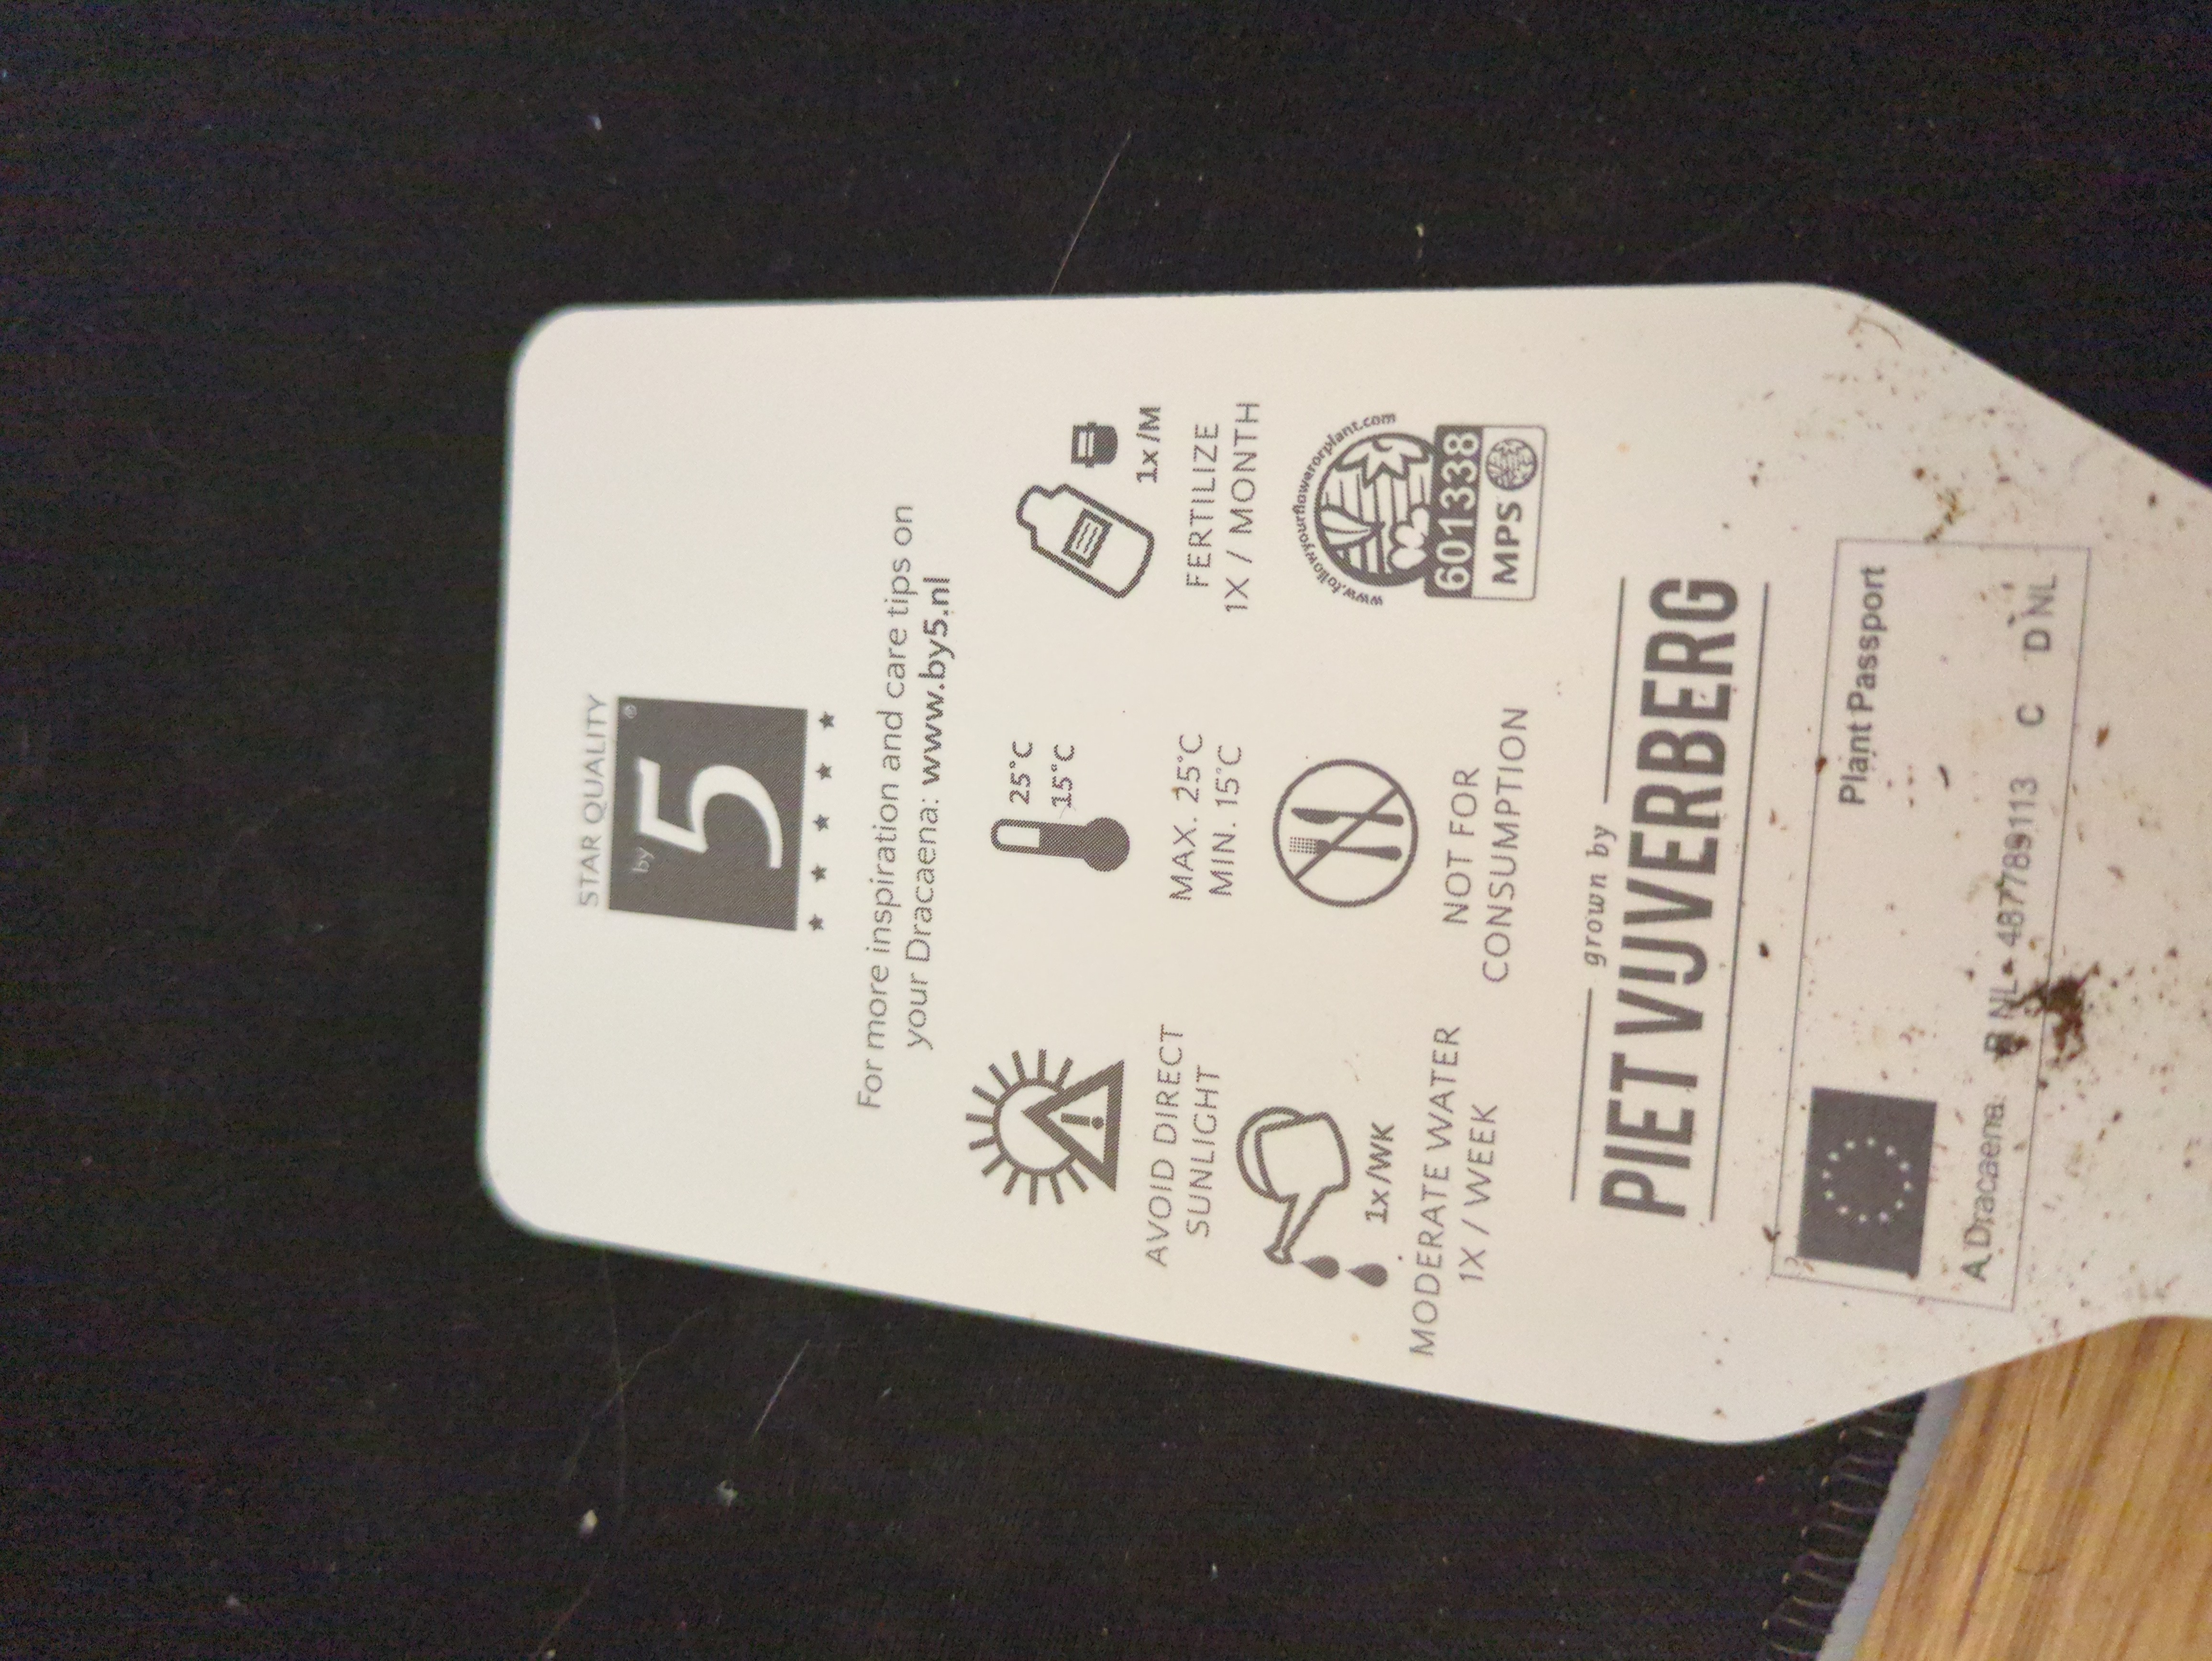 STAR QUALITY
by 5 ®
For more inspiration and care tips on
your Dracaena: www.by5.nl
25°C
15°C
1x/M
AVOID DIRECT
SUNLIGHT
MAX. 25°C
MIN. 15°C
FERTILIZE
1X / MONTH
1x/WK
MODERATE WATER
1X / WEEK
NOT FOR
CONSUMPTION
www.followyourflowerorplant.com
601338
MPS
grown by
PIET VIJVERBERG
Plant Passport
A Dracaena B NL- 487789113 C D NL